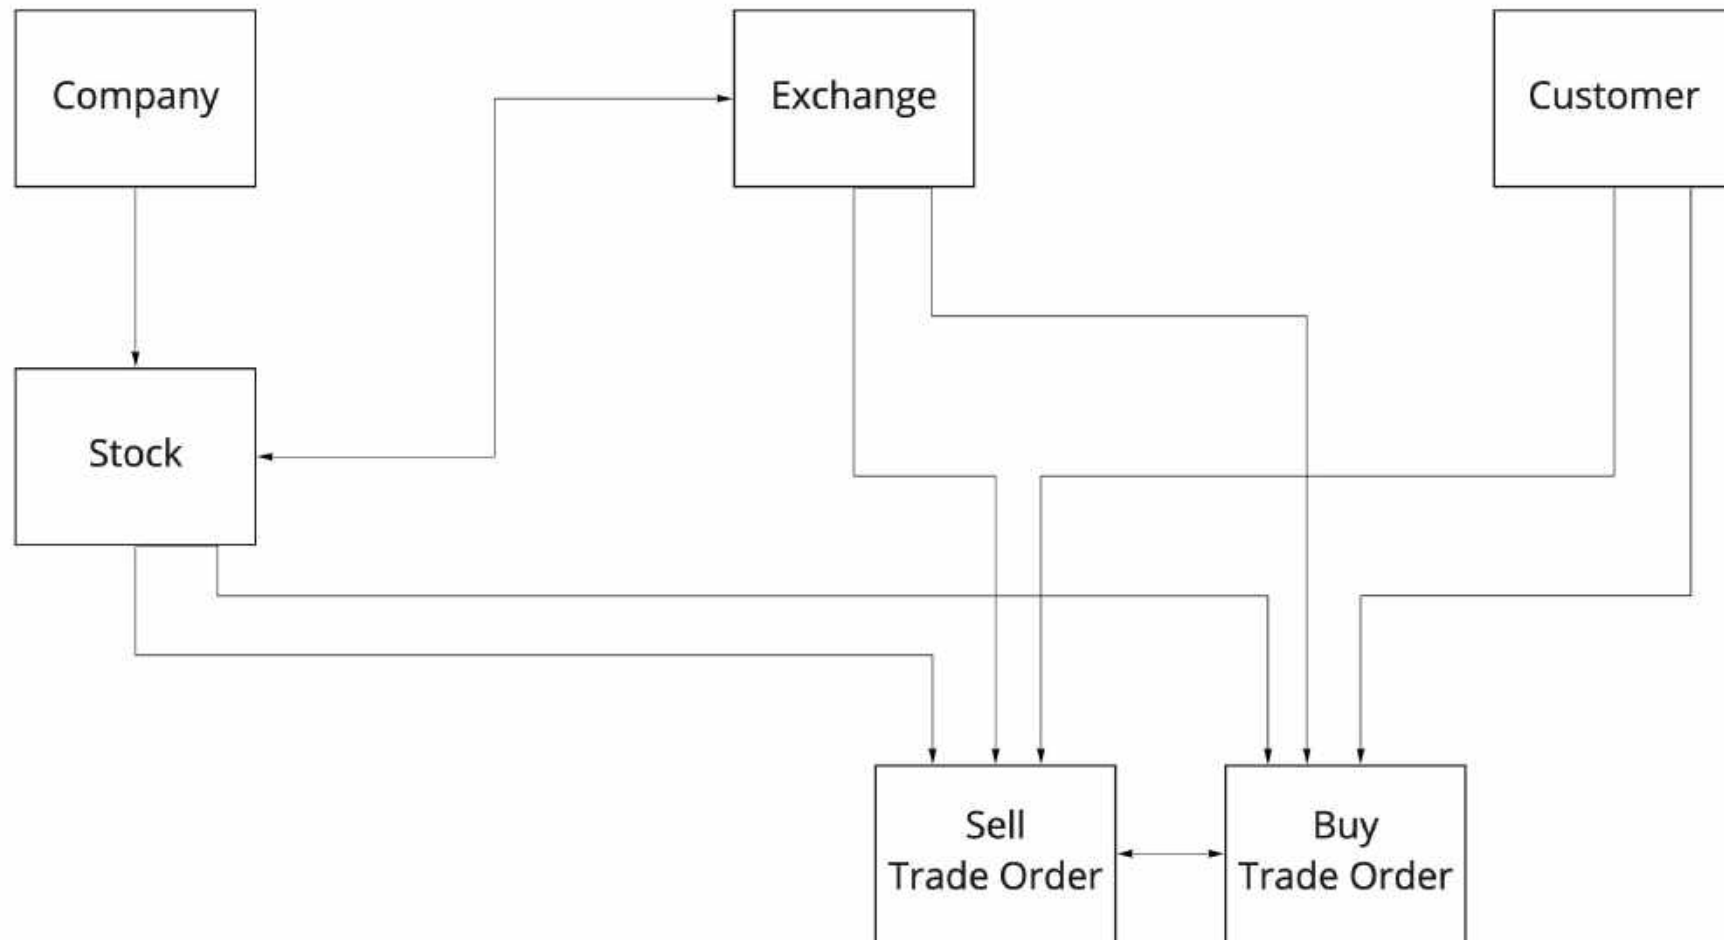 Company
Exchange
Customer
Stock
Sell
Trade Order
Buy
Trade Order